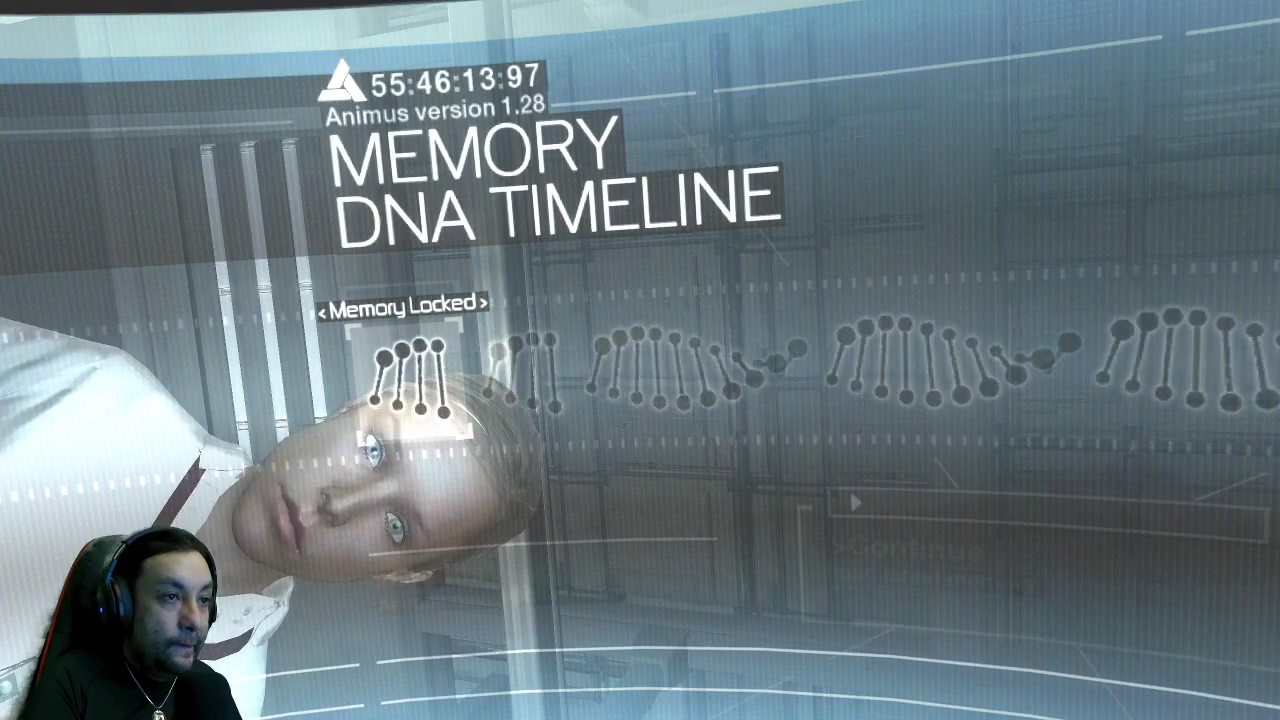 55:46:13:97
Animus version 1.28
MEMORY
DNA TIMELINE
<Memory Locked>